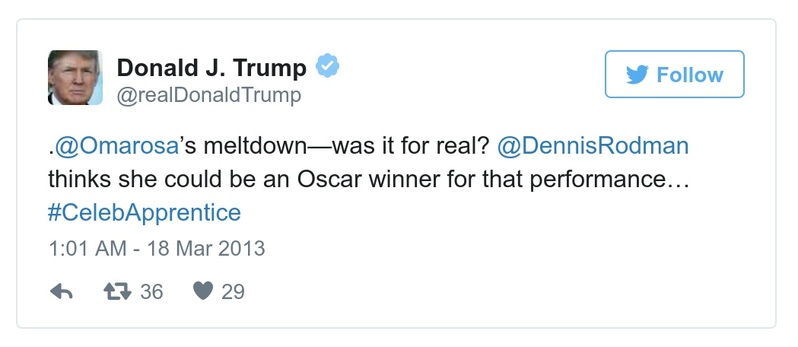 Donald J. Trump
@realDonaldTrump
Follow
.@Omarosa’s meltdown—was it for real? @DennisRodman
thinks she could be an Oscar winner for that performance…
#CelebApprentice
1:01 AM - 18 Mar 2013
36 29